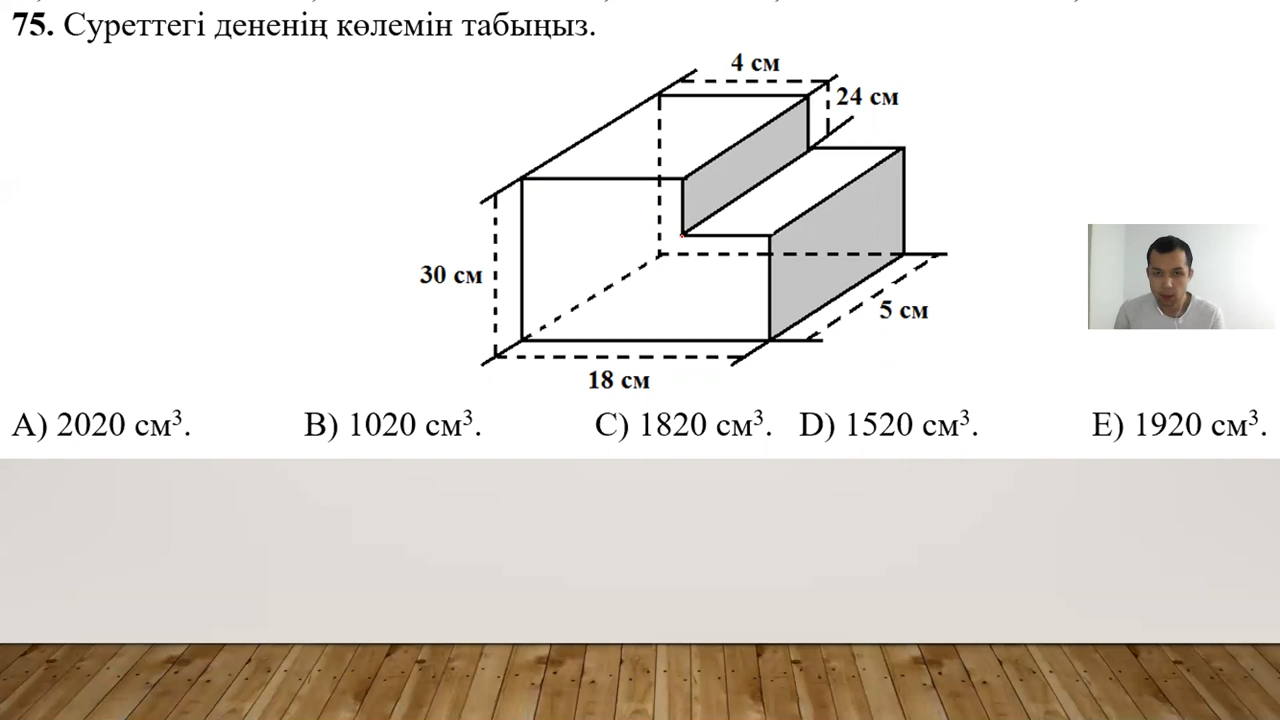 75. Суреттегі дененің көлемін табыңыз.
4 см
24 см
30 см
5 см
18 см
A) 2020 см³. B) 1020 см³. C) 1820 см³. D) 1520 см³. E) 1920 см³.